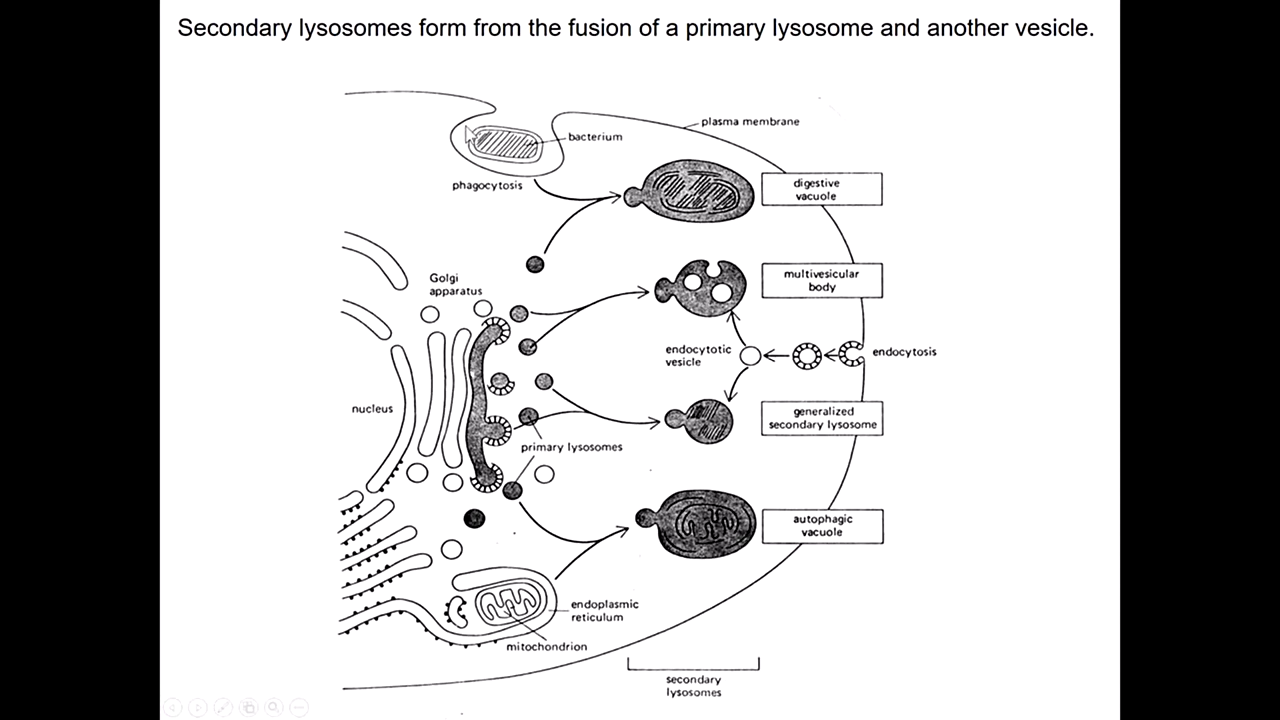 Secondary lysosomes form from the fusion of a primary lysosome and another vesicle.
plasma membrane
bacterium
phagocytosis
digestive
vacuole
Golgi
apparatus
multivesicular
body
endocytotic
vesicle
endocytosis
nucleus
generalized
secondary lysosome
primary lysosomes
autophagic
vacuole
endoplasmic
reticulum
mitochondrion
secondary
lysosomes